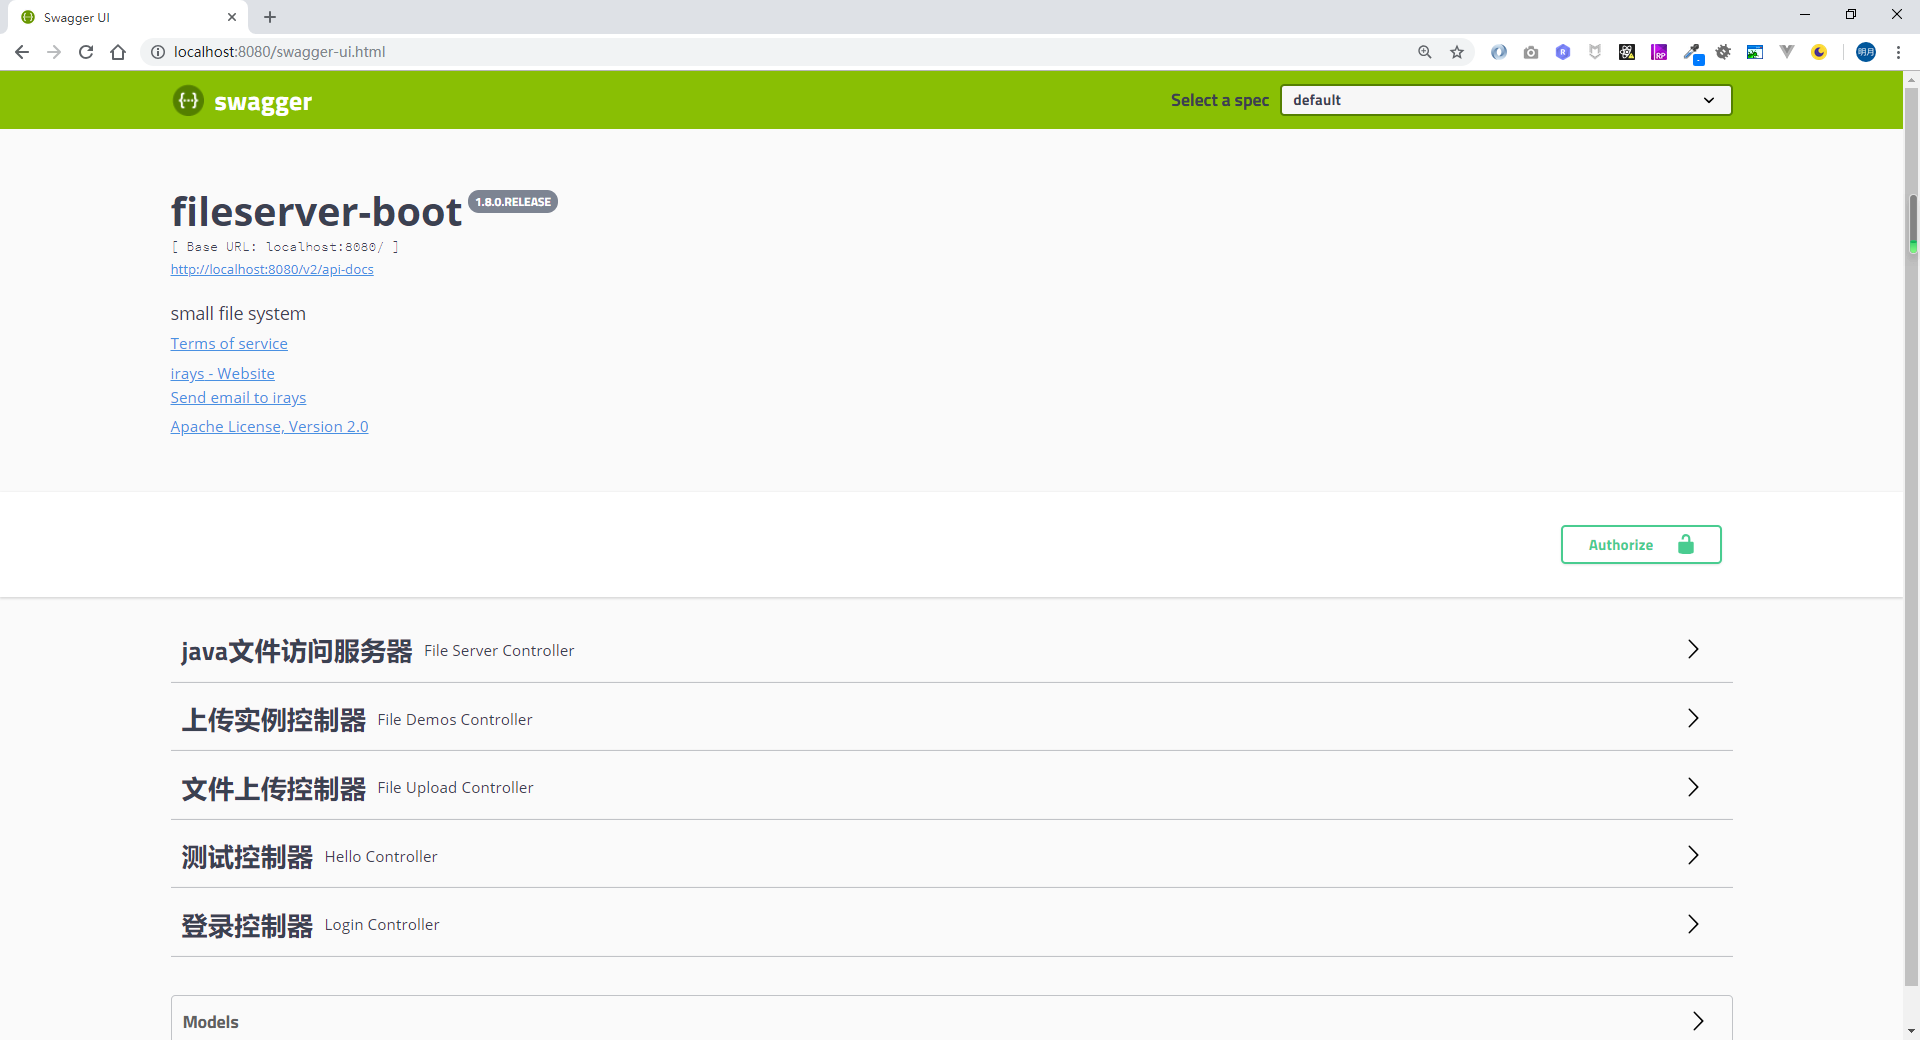 Swagger UI
localhost:8080/swagger-ui.html
RP
R
明月
swagger
Select a spec
default
fileserver-boot
1.8.0.RELEASE
[ Base URL: localhost:8080/ ]
http://localhost:8080/v2/api-docs
small file system
Terms of service
irays - Website
Send email to irays
Apache License, Version 2.0
Authorize
java文件访问服务器 File Server Controller
上传实例控制器 File Demos Controller
文件上传控制器 File Upload Controller
测试控制器 Hello Controller
登录控制器 Login Controller
Models